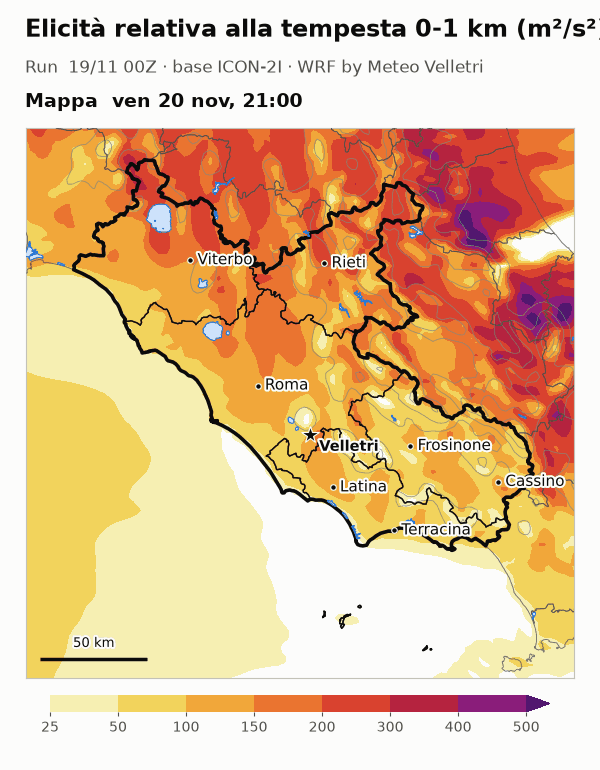 Elicità relativa alla tempesta 0-1 km (m²/s²)
Run  19/11 00Z · base ICON-2I · WRF by Meteo Velletri
Mappa  ven 20 nov, 21:00
Viterbo
Rieti
Roma
Velletri
Frosinone
Latina
Cassino
Terracina
50 km
25 50 100 150 200 300 400 500